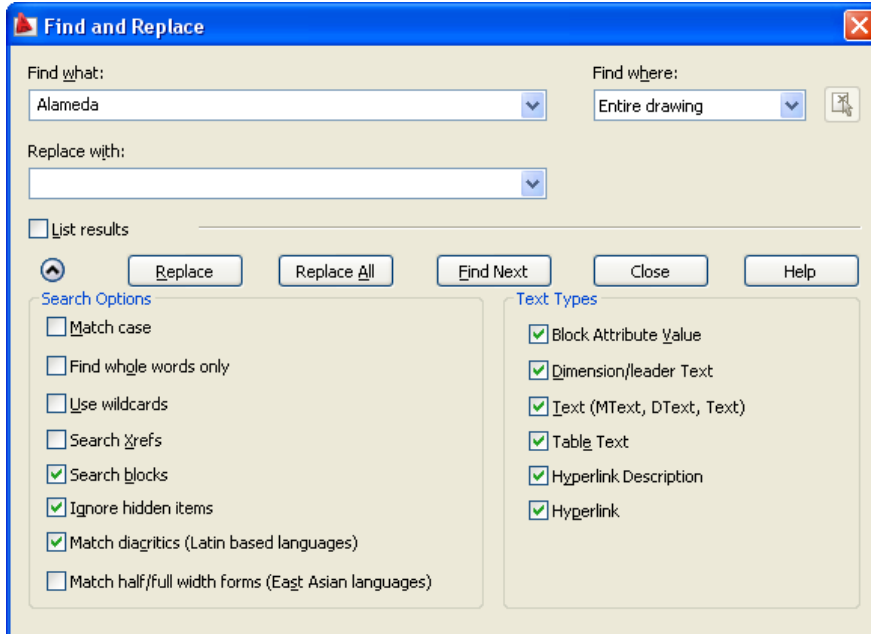 Find and Replace
Find what:
Find where:
Alameda
Entire drawing
Replace with:
List results
Replace
Replace All
Find Next
Close
Help
Search Options
Match case
Find whole words only
Use wildcards
Search Xrefs
Search blocks
Ignore hidden items
Match diacritics (Latin based languages)
Match half/full width forms (East Asian languages)
Text Types
Block Attribute Value
Dimension/leader Text
Text (MText, DText, Text)
Table Text
Hyperlink Description
Hyperlink